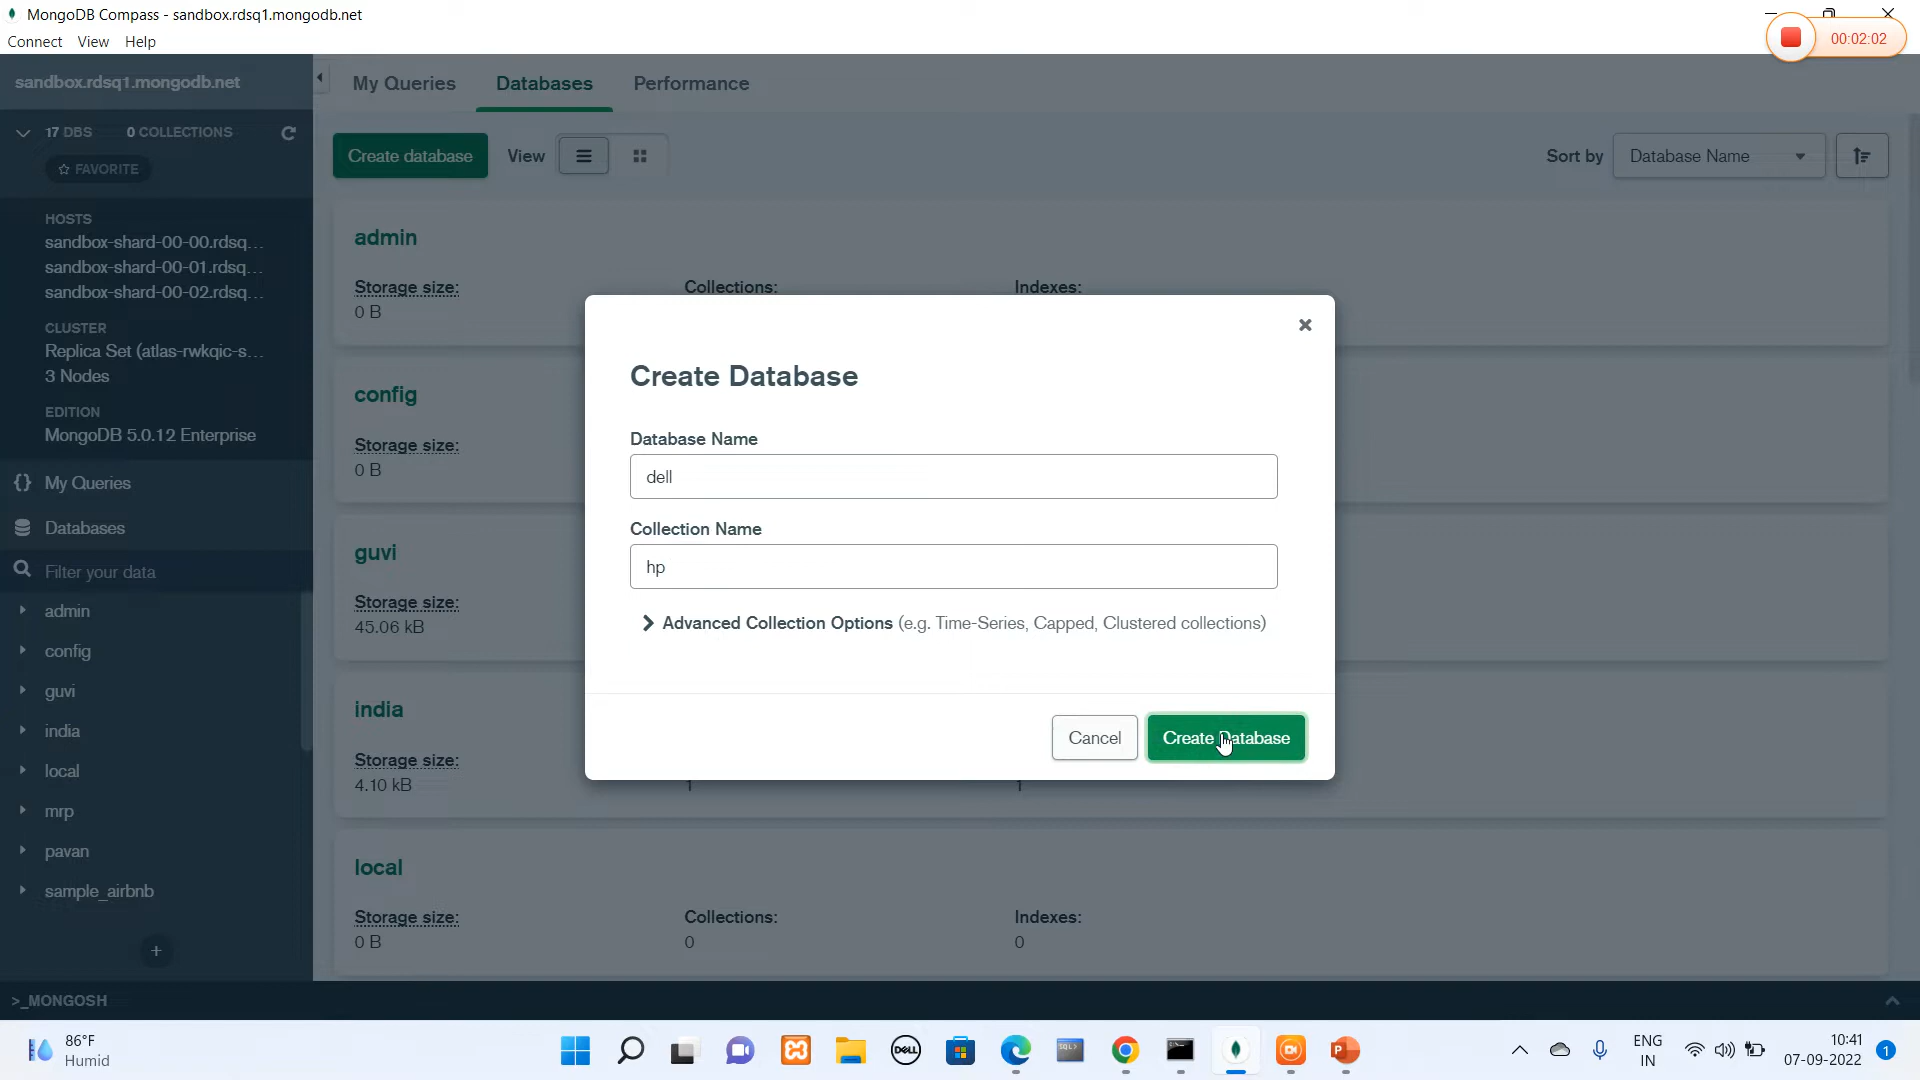 MongoDB Compass - sandbox.rdsq1.mongodb.net
Connect View Help
00:02:02
sandbox.rdsq1.mongodb.net
My Queries Databases Performance
17 DBS 0 COLLECTIONS
FAVORITE
Create database View
Sort by Database Name
HOSTS
sandbox-shard-00-00.rdsq...
sandbox-shard-00-01.rdsq...
sandbox-shard-00-02.rdsq...
CLUSTER
Replica Set (atlas-rwkqic-s...
3 Nodes
EDITION
MongoDB 5.0.12 Enterprise
{} My Queries
Databases
Filter your data
admin
config
guvi
india
local
mrp
pavan
sample_airbnb
+
admin
Storage size: Collections: Indexes:
0 B
config
Storage size:
0 B
guvi
Storage size:
45.06 kB
india
Storage size:
4.10 kB 1 1
local
Storage size: Collections: Indexes:
0 B 0 0
Create Database
Database Name
dell
Collection Name
hp
Advanced Collection Options (e.g. Time-Series, Capped, Clustered collections)
Cancel Create Database
>_MONGOSH
86°F
Humid
DELL
SQL>
ENG
IN
10:41
07-09-2022
1